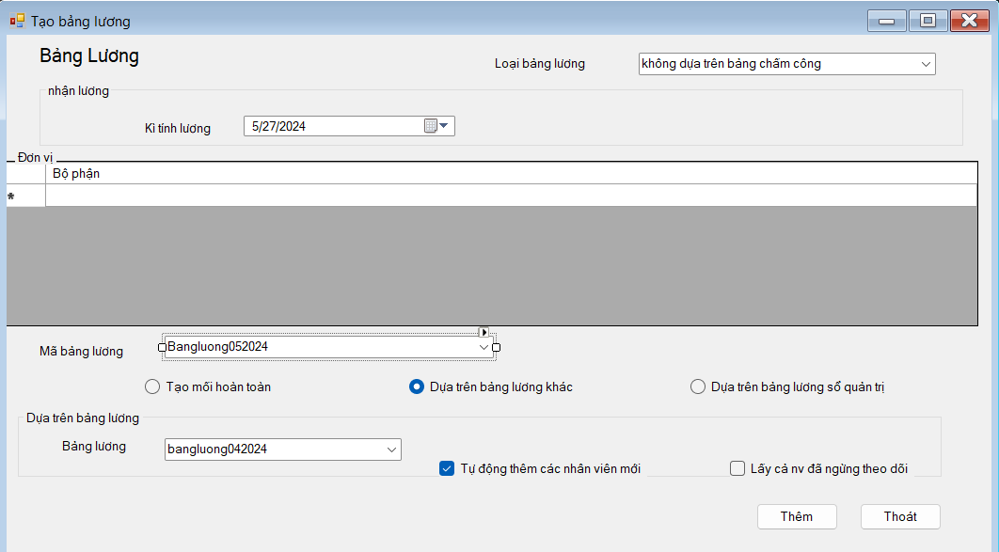 Tạo bảng lương
Bảng Lương
Loại bảng lương
không dựa trên bảng chấm công
nhận lương
Kì tính lương
5/27/2024
Đơn vị
Bộ phận
*
Mã bảng lương
Bangluong052024
Tạo mối hoàn toàn
Dựa trên bảng lương khác
Dựa trên bảng lương sổ quản trị
Dựa trên bảng lương
Bảng lương
bangluong042024
Tự động thêm các nhân viên mới
Lấy cả nv đã ngừng theo dõi
Thêm
Thoát